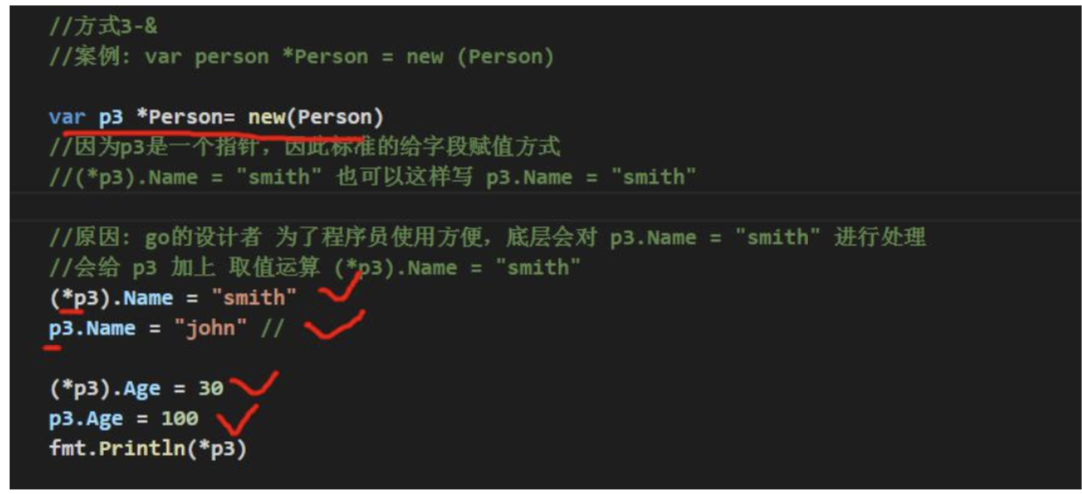 //方式3-&
//案例: var person *Person = new (Person)
var p3 *Person= new(Person)
//因为p3是一个指针，因此标准的给字段赋值方式
//(*p3).Name = "smith" 也可以这样写 p3.Name = "smith"
//原因: go的设计者 为了程序员使用方便，底层会对 p3.Name = "smith" 进行处理
//会给 p3 加上 取值运算 (*p3).Name = "smith"
(*p3).Name = "smith"
p3.Name = "john" //
(*p3).Age = 30
p3.Age = 100
fmt.Println(*p3)